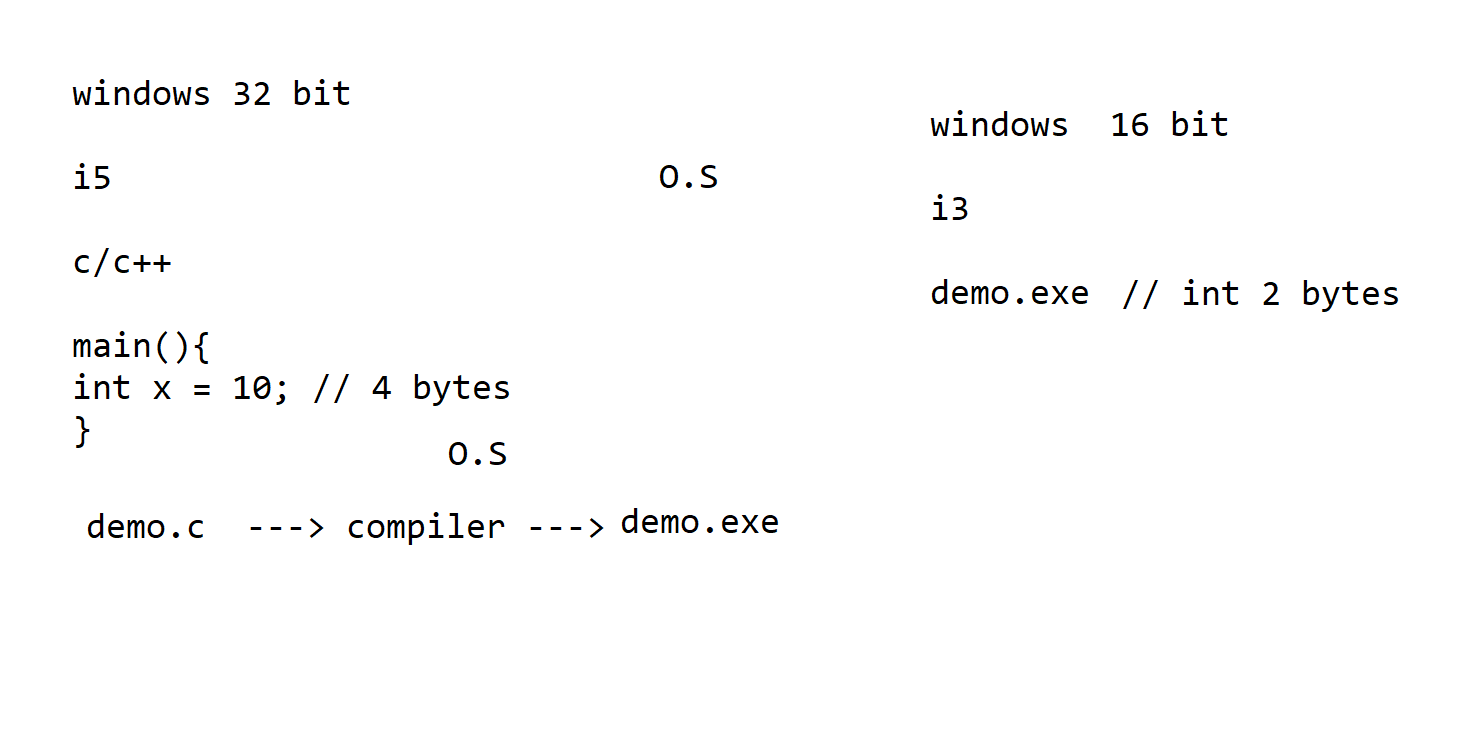 windows 32 bit
i5
c/c++
main(){
int x = 10; // 4 bytes
}
O.S
demo.c ---> compiler ---> demo.exe
O.S
windows 16 bit
i3
demo.exe // int 2 bytes